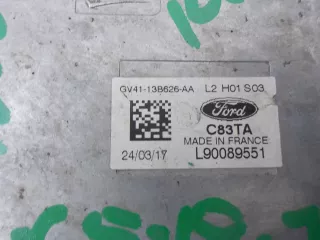 GV41-13B626-AA L2 H01 S03
Ford
C83TA
MADE IN FRANCE
24/03/17 L90089551